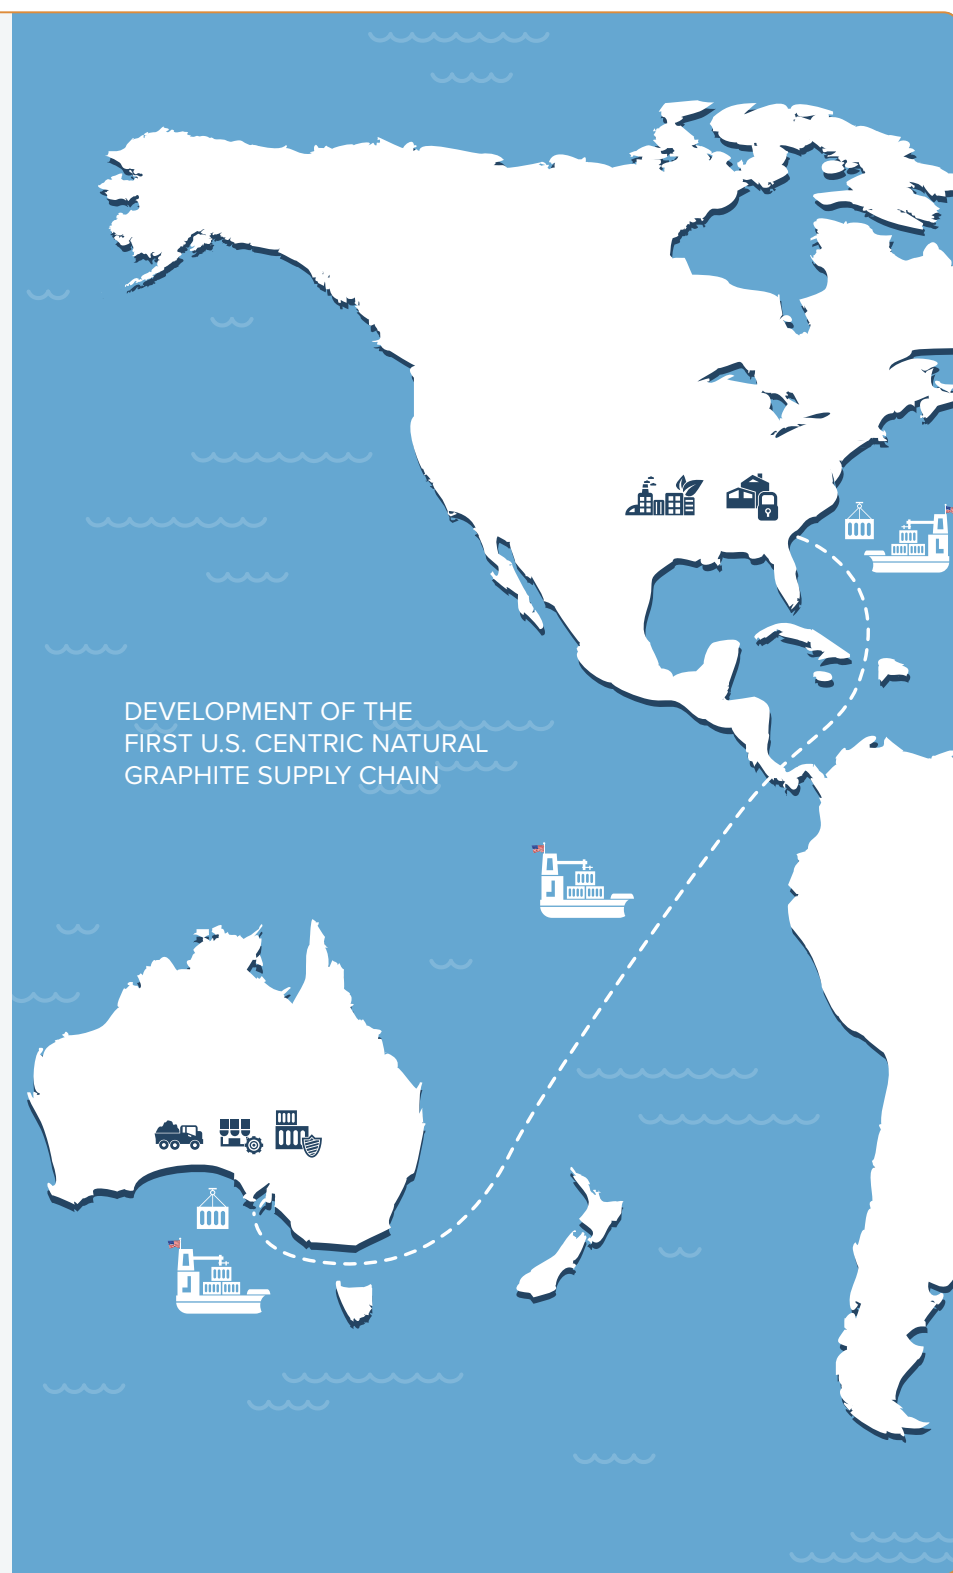 DEVELOPMENT OF THE
FIRST U.S. CENTRIC NATURAL
GRAPHITE SUPPLY CHAIN